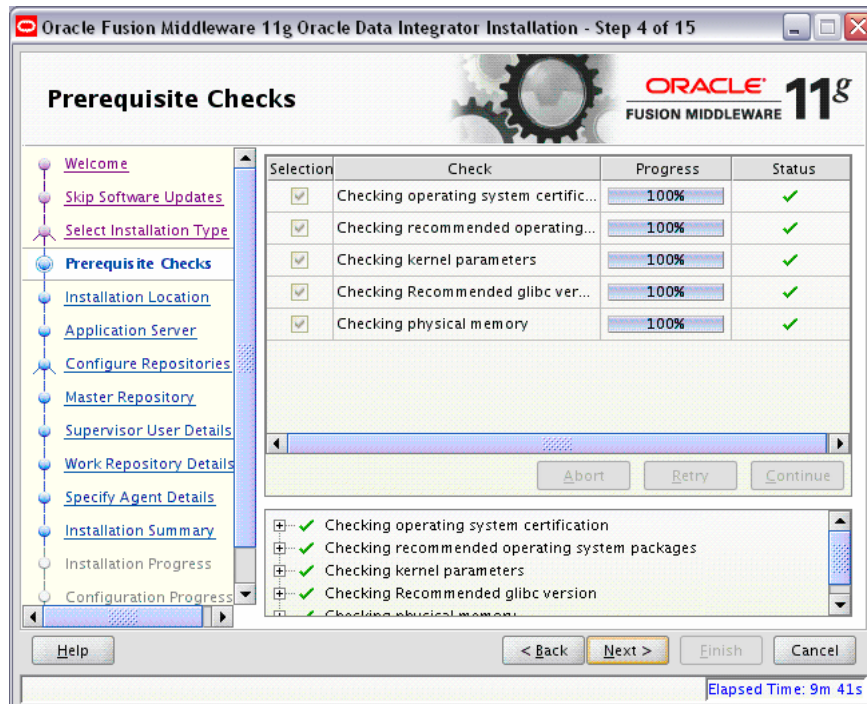 Oracle Fusion Middleware 11g Oracle Data Integrator Installation - Step 4 of 15
Prerequisite Checks
ORACLE
FUSION MIDDLEWARE
11g
Welcome
Skip Software Updates
Select Installation Type
Prerequisite Checks
Installation Location
Application Server
Configure Repositories
Master Repository
Supervisor User Details
Work Repository Details
Specify Agent Details
Installation Summary
Installation Progress
Configuration Progress
Selection Check Progress Status
Checking operating system certific... 100%
Checking recommended operating... 100%
Checking kernel parameters 100%
Checking Recommended glibc ver... 100%
Checking physical memory 100%
Abort Retry Continue
Checking operating system certification
Checking recommended operating system packages
Checking kernel parameters
Checking Recommended glibc version
Checking physical memory
Help < Back Next > Finish Cancel
Elapsed Time: 9m 41s